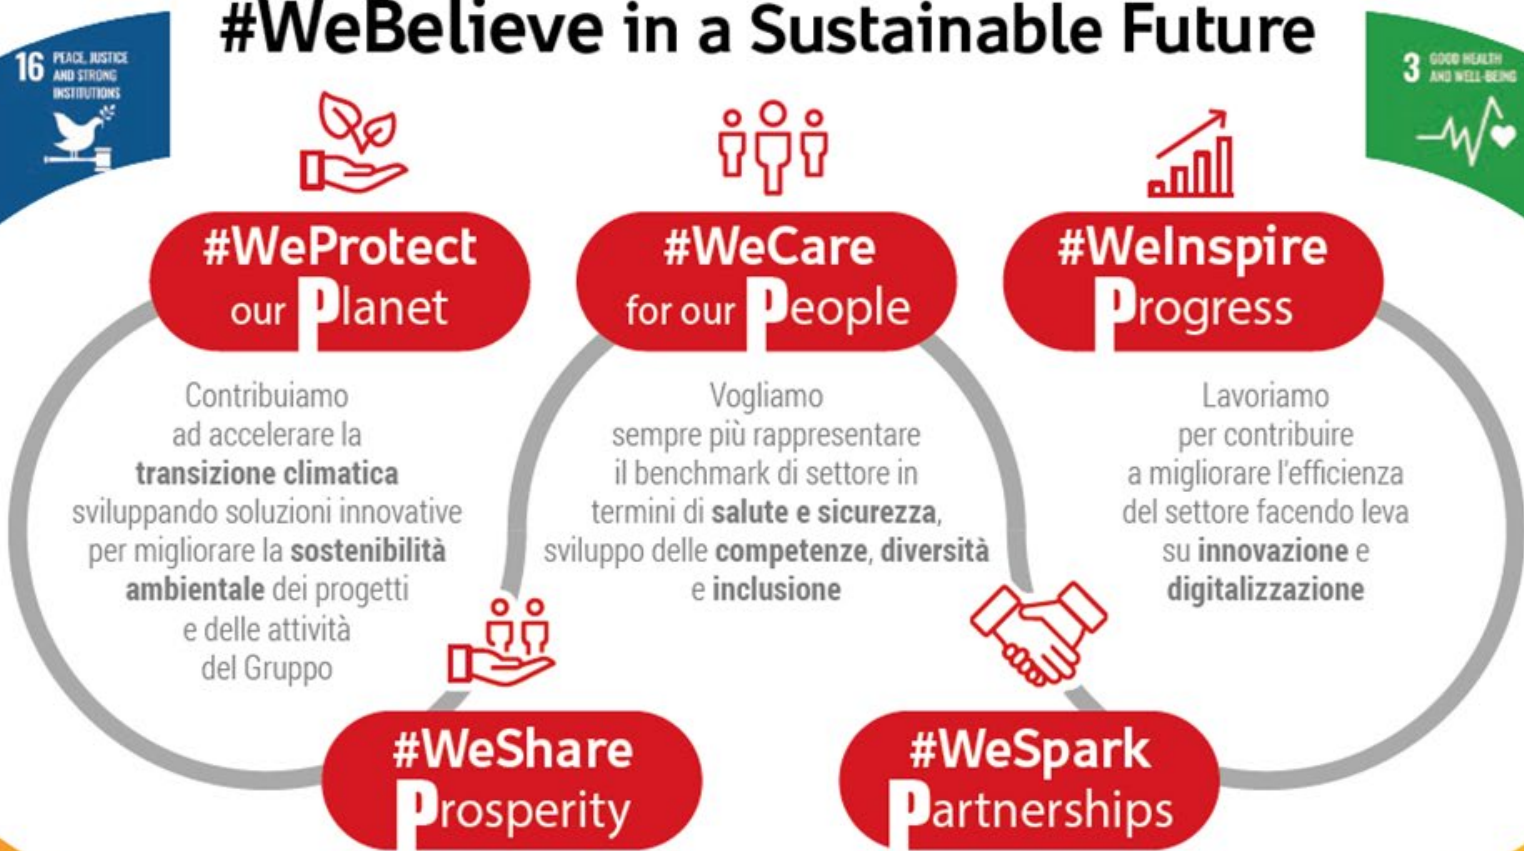 #WeBelieve in a Sustainable Future
16 PEACE, JUSTICE
AND STRONG
INSTITUTIONS
3 GOOD HEALTH
AND WELL-BEING
#WeProtect
our Planet
Contribuiamo
ad accelerare la
transizione climatica
sviluppando soluzioni innovative
per migliorare la sostenibilità
ambientale dei progetti
e delle attività
del Gruppo
#WeCare
for our People
Vogliamo
sempre più rappresentare
il benchmark di settore in
termini di salute e sicurezza,
sviluppo delle competenze, diversità
e inclusione
#WeInspire
Progress
Lavoriamo
per contribuire
a migliorare l'efficienza
del settore facendo leva
su innovazione e
digitalizzazione
#WeShare
Prosperity
#WeSpark
Partnerships